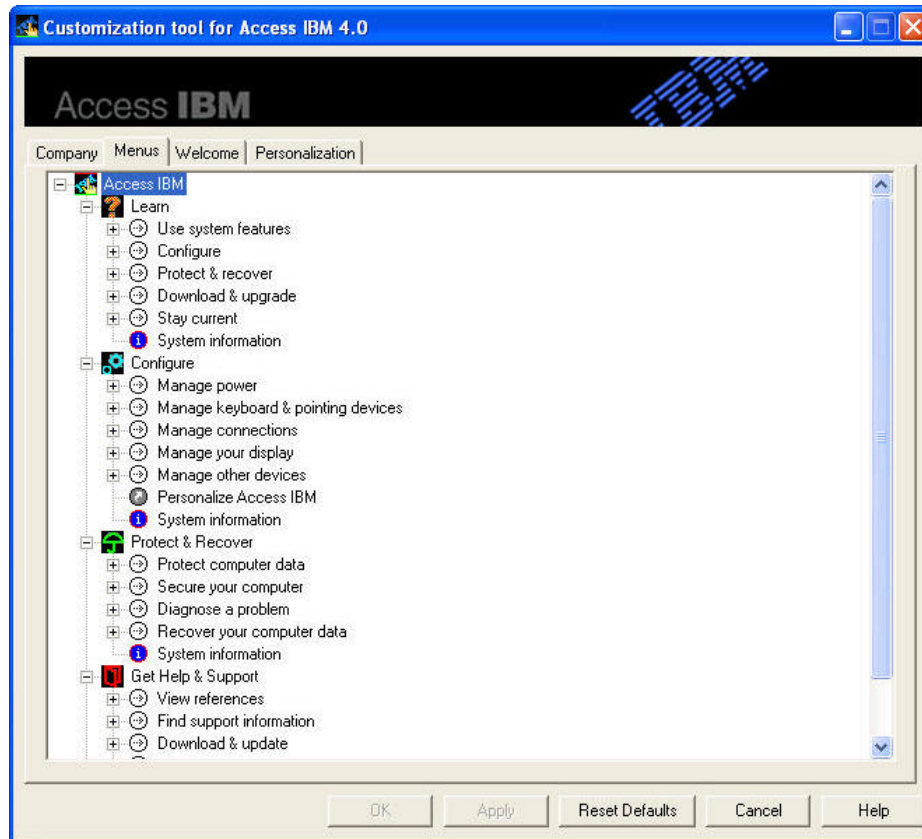 Customization tool for Access IBM 4.0
Access IBM
IBM
Company Menus Welcome Personalization
Access IBM
Learn
Use system features
Configure
Protect & recover
Download & upgrade
Stay current
System information
Configure
Manage power
Manage keyboard & pointing devices
Manage connections
Manage your display
Manage other devices
Personalize Access IBM
System information
Protect & Recover
Protect computer data
Secure your computer
Diagnose a problem
Recover your computer data
System information
Get Help & Support
View references
Find support information
Download & update
OK Apply Reset Defaults Cancel Help